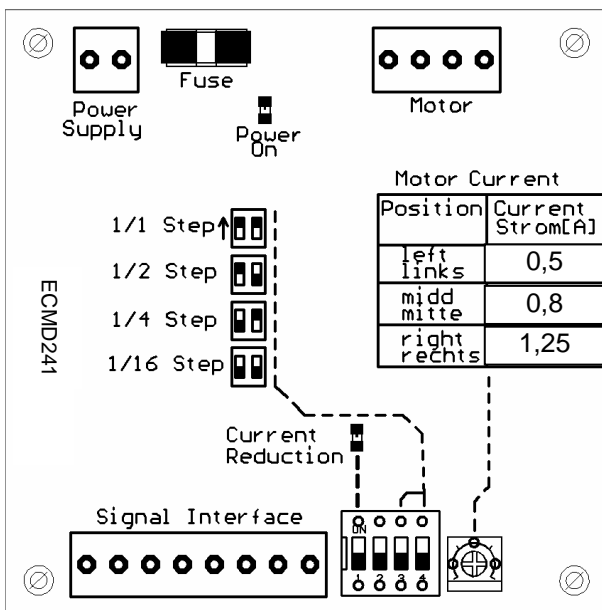 Power
Supply
Fuse
Power
On
Motor
Motor Current
Position Current
Strom[A]
left
links 0,5
midd
mitte 0,8
right
rechts 1,25
1/1 Step
1/2 Step
1/4 Step
1/16 Step
ECMD241
Current
Reduction
Signal Interface
ON
1 2 3 4